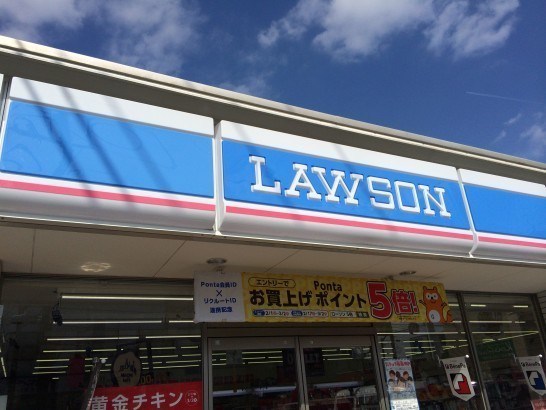 LAWSON
Ponta会員ID
×
リクルートID
連携記念
エントリーで
Ponta
お買上げポイント5倍!
黄金チキン